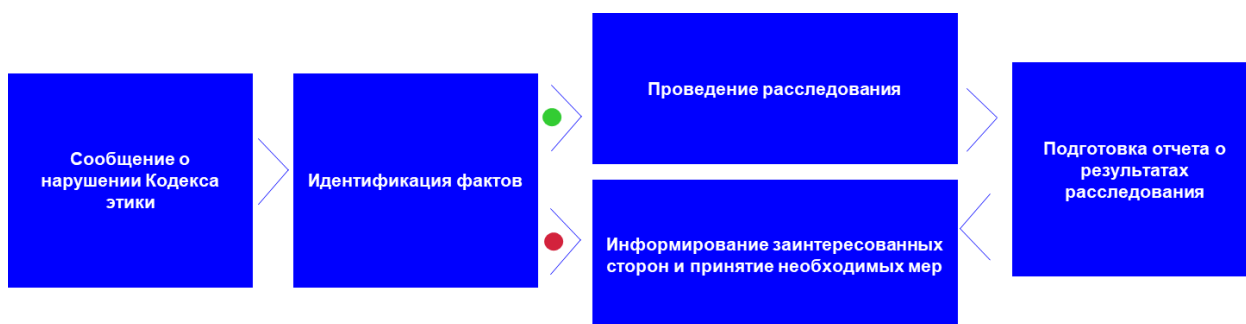 Сообщение о
нарушении Кодекса
этики
Идентификация фактов
Проведение расследования
Информирование заинтересованных
сторон и принятие необходимых мер
Подготовка отчета о
результатах
расследования